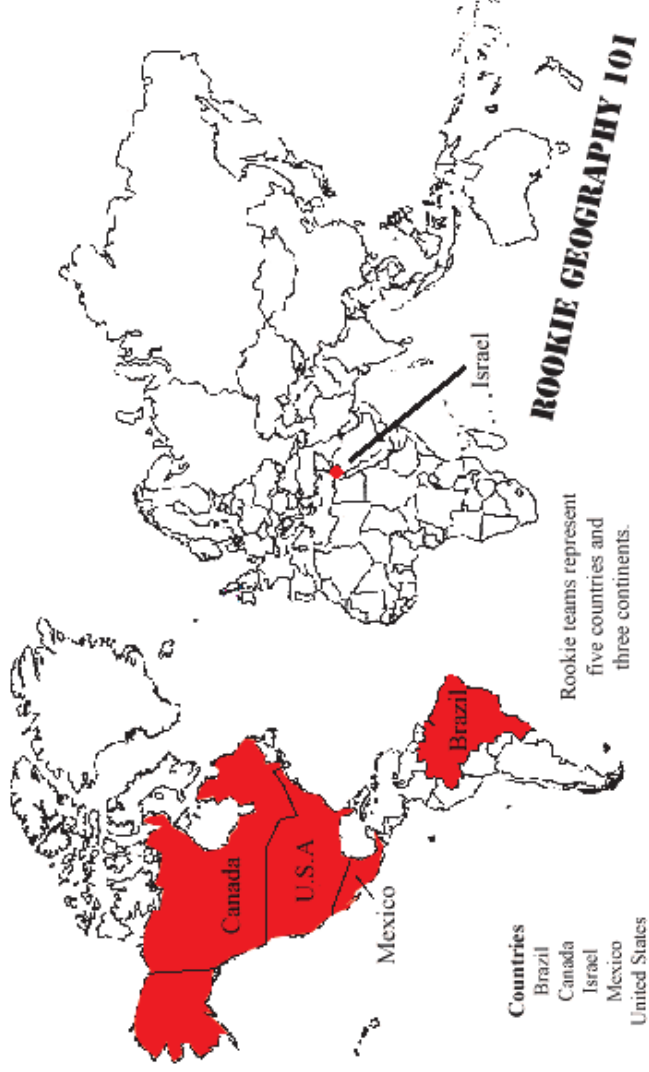 Canada
U.S.A
Mexico
Brazil
Israel
Countries
Brazil
Canada
Israel
Mexico
United States
Rookie teams represent
five countries and
three continents.
ROOKIE GEOGRAPHY 101